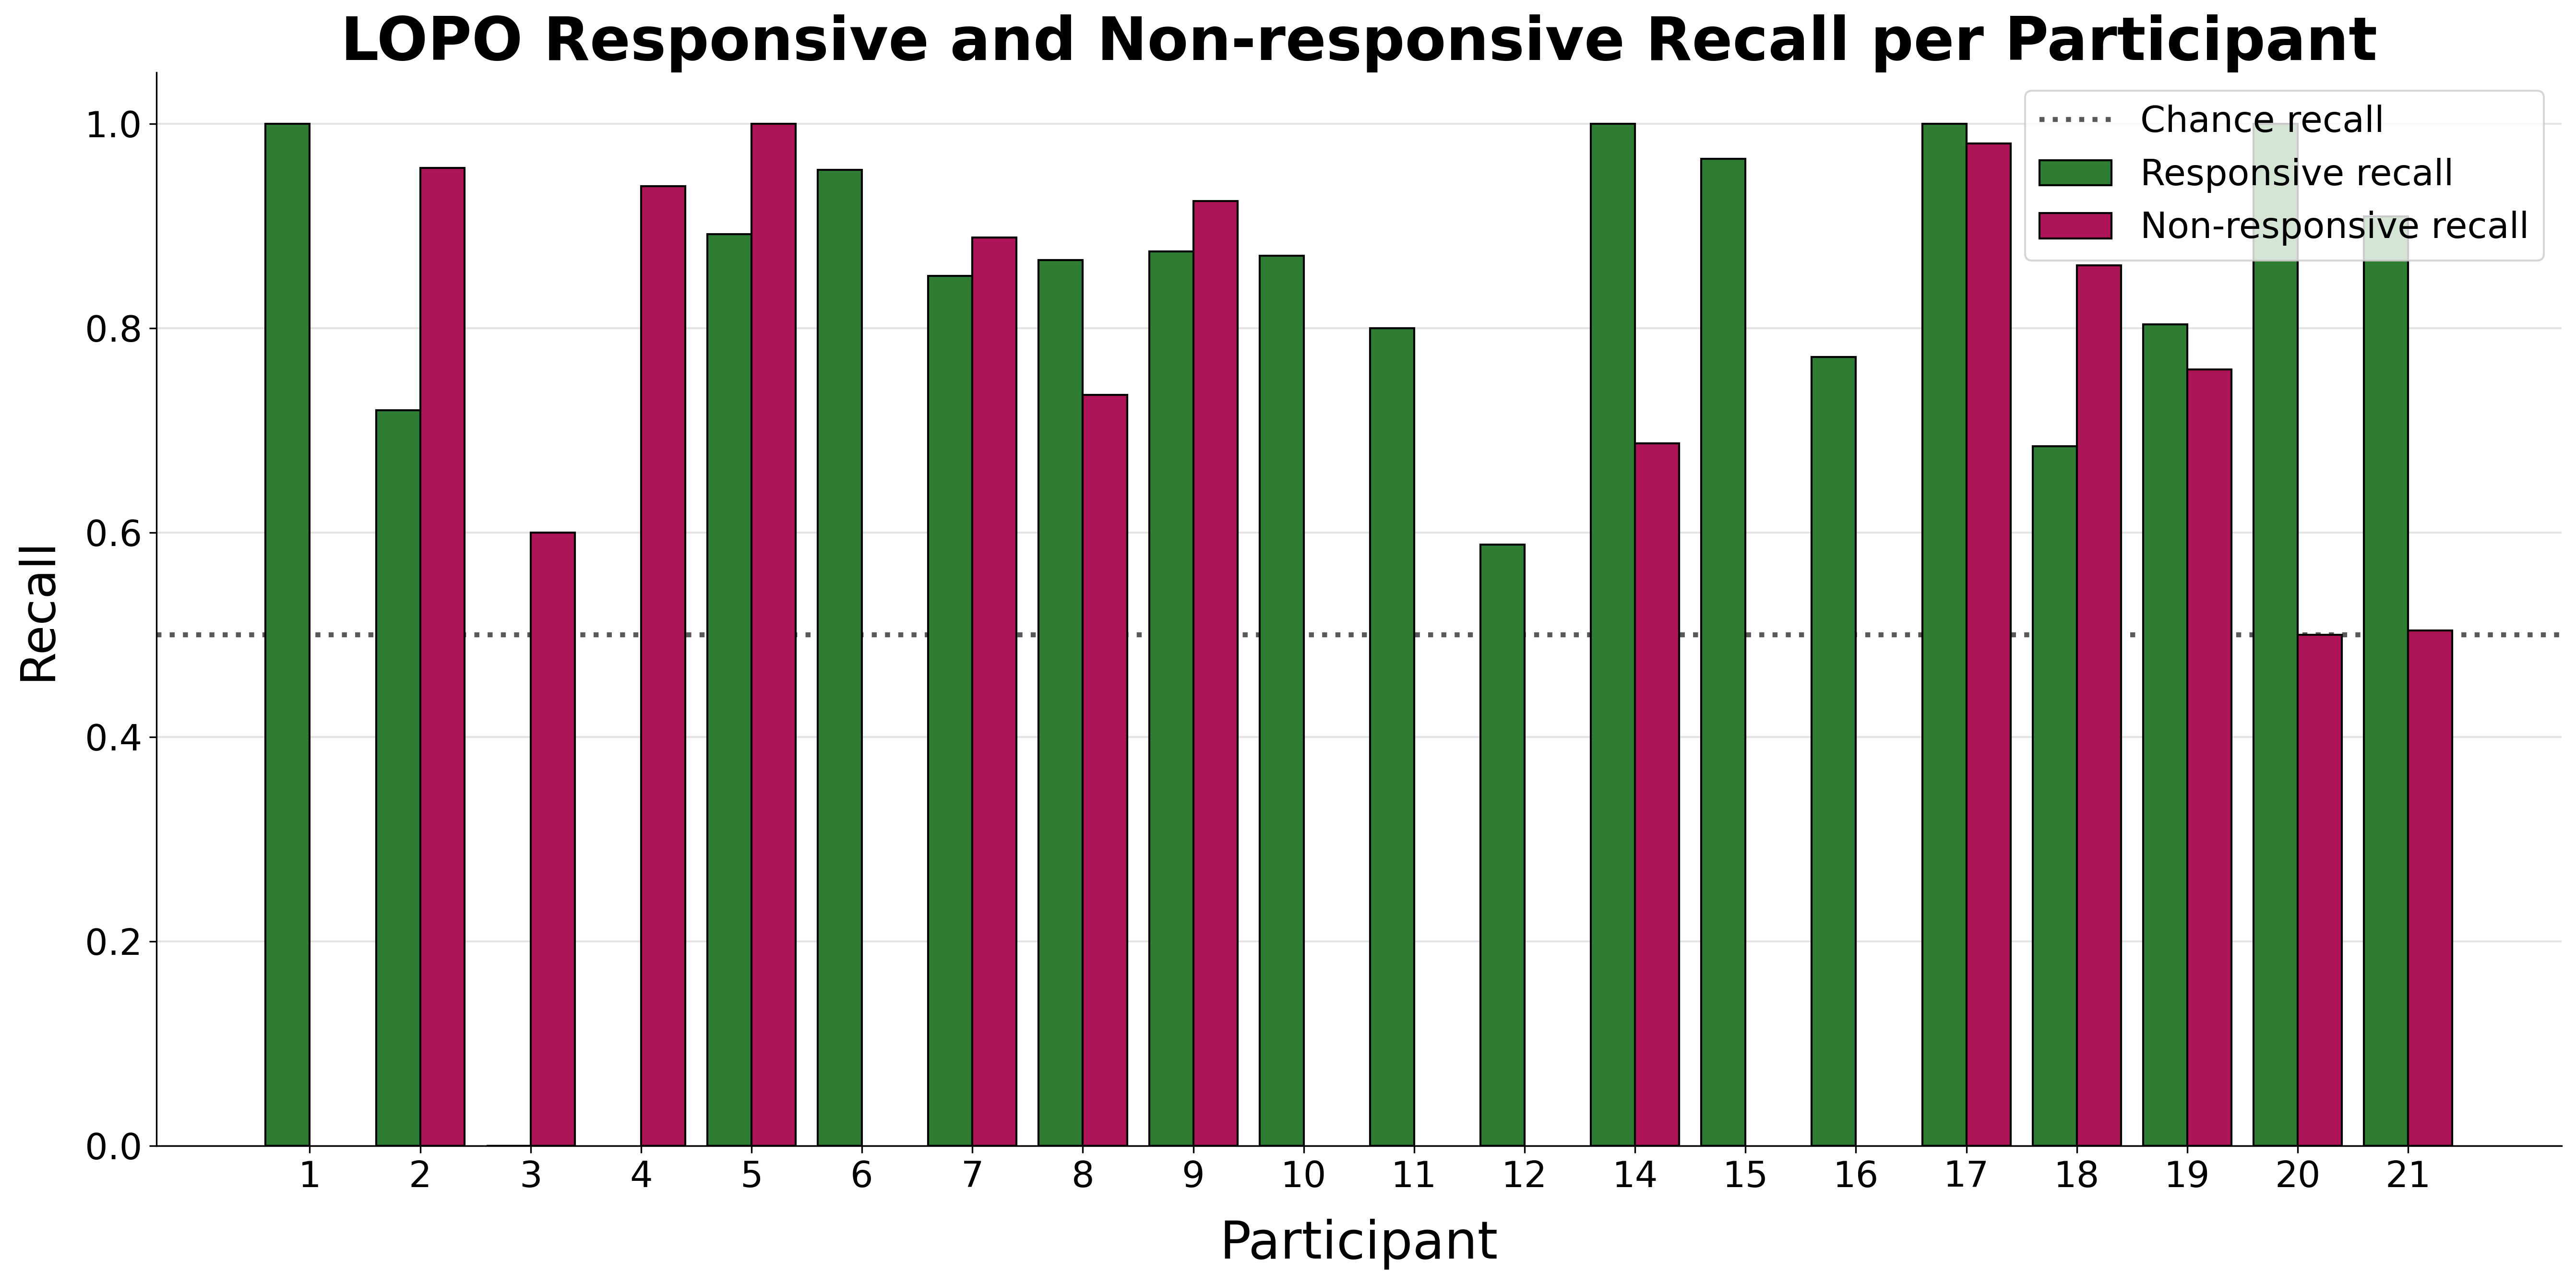 LOPO Responsive and Non-responsive Recall per Participant
Chance recall
Responsive recall
Non-responsive recall
1.0
0.8
0.6
0.4
0.2
0.0
Recall
1 2 3 4 5 6 7 8 9 10 11 12 14 15 16 17 18 19 20 21
Participant